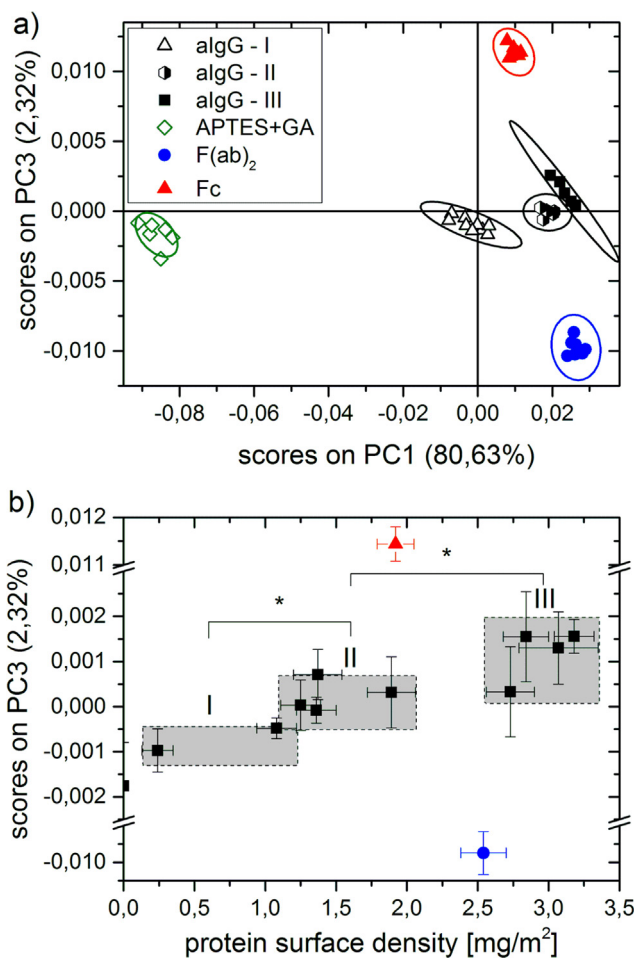 a)
algG - I
algG - II
algG - III
APTES+GA
F(ab)₂
Fc
0,010
0,005
0,000
-0,005
-0,010
scores on PC3 (2,32%)
-0,08 -0,06 -0,04 -0,02 0,00 0,02
scores on PC1 (80,63%)
b)
0,012
0,011
0,002
0,001
0,000
-0,001
-0,002
-0,010
scores on PC3 (2,32%)
*
*
I
II
III
0,0 0,5 1,0 1,5 2,0 2,5 3,0 3,5
protein surface density [mg/m²]